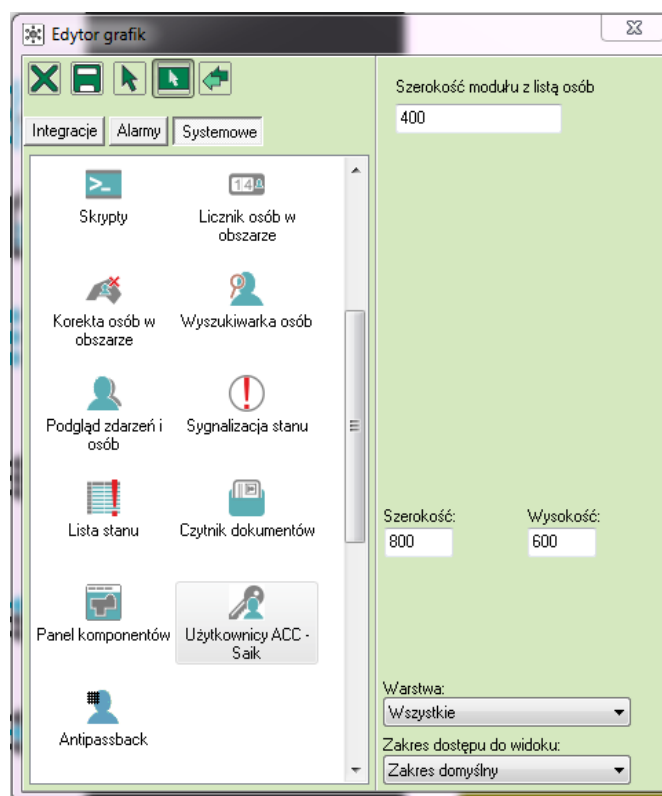 Edytor grafik
Integracje
Alarmy
Systemowe
Skrypty
Licznik osób w
obszarze
Korekta osób w
obszarze
Wyszukiwarka osób
Podgląd zdarzeń i
osób
Sygnalizacja stanu
Lista stanu
Czytnik dokumentów
Panel komponentów
Użytkownicy ACC -
Saik
Antipassback
Szerokość modułu z listą osób
400
Szerokość:
Wysokość:
800
600
Warstwa:
Wszystkie
Zakres dostępu do widoku:
Zakres domyślny